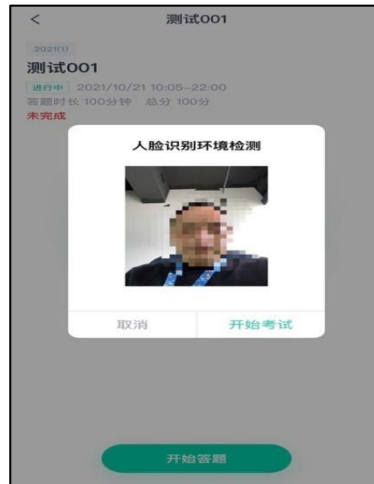 <
测试001
2021(1)
测试001
进行中 2021/10/21 10:05~22:00
答题时长 100分钟 总分 100分
未完成
人脸识别环境检测
取消 开始考试
开始答题